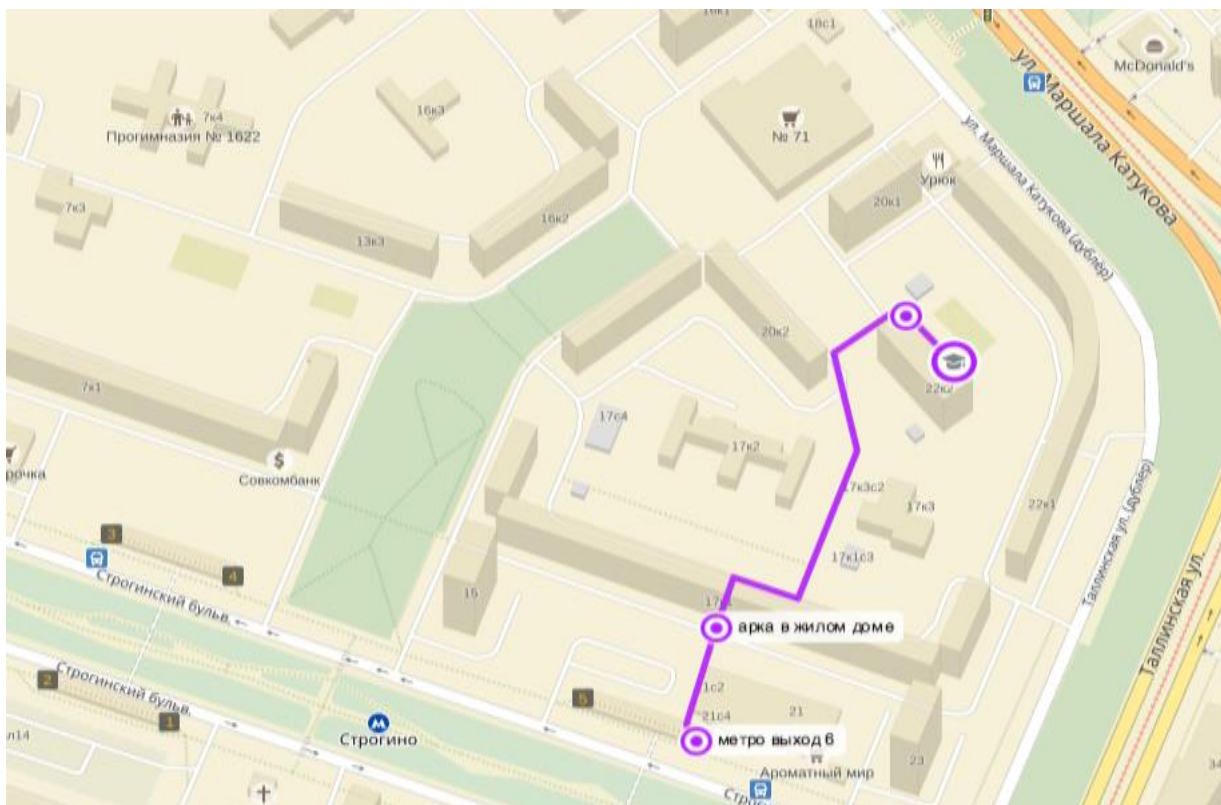 16к1
18с1
McDonald's
ул. Маршала Катукова
7к4
Прогимназия № 1622
16к3
№ 71
ул. Маршала Катукова (дублёр)
Урюк
20к1
7к3
13к3
16к2
20к2
7к1
22к2
17с4
17к2
рочка
$
Совкомбанк
17к3с2
17к3
22к1
Таллинская ул. (дублёр)
3
4
17к1с3
Строгинский бульв.
15
арка в жилом доме
Таллинская ул.
2
1
Строгинский бульв.
5
1с2
21с4
21
л14
М
Строгино
метро выход 6
Ароматный мир
23
34